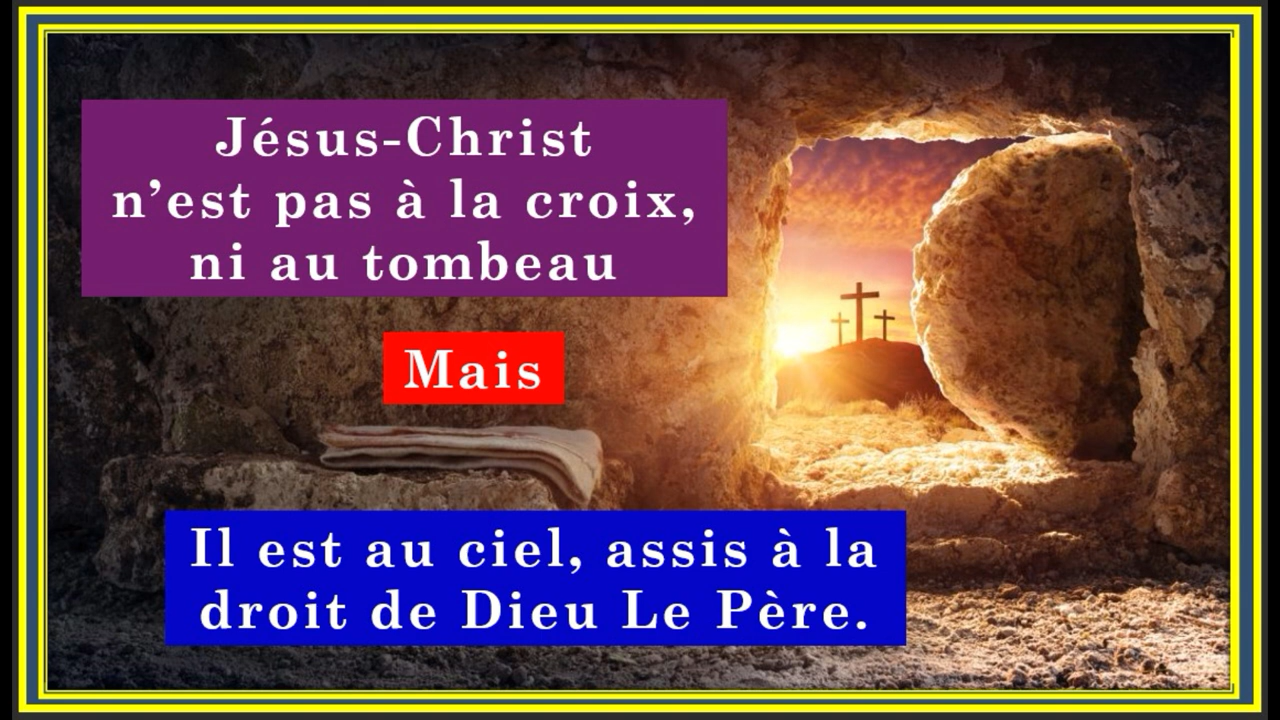 Jésus-Christ
n’est pas à la croix,
ni au tombeau
Mais
Il est au ciel, assis à la
droit de Dieu Le Père.